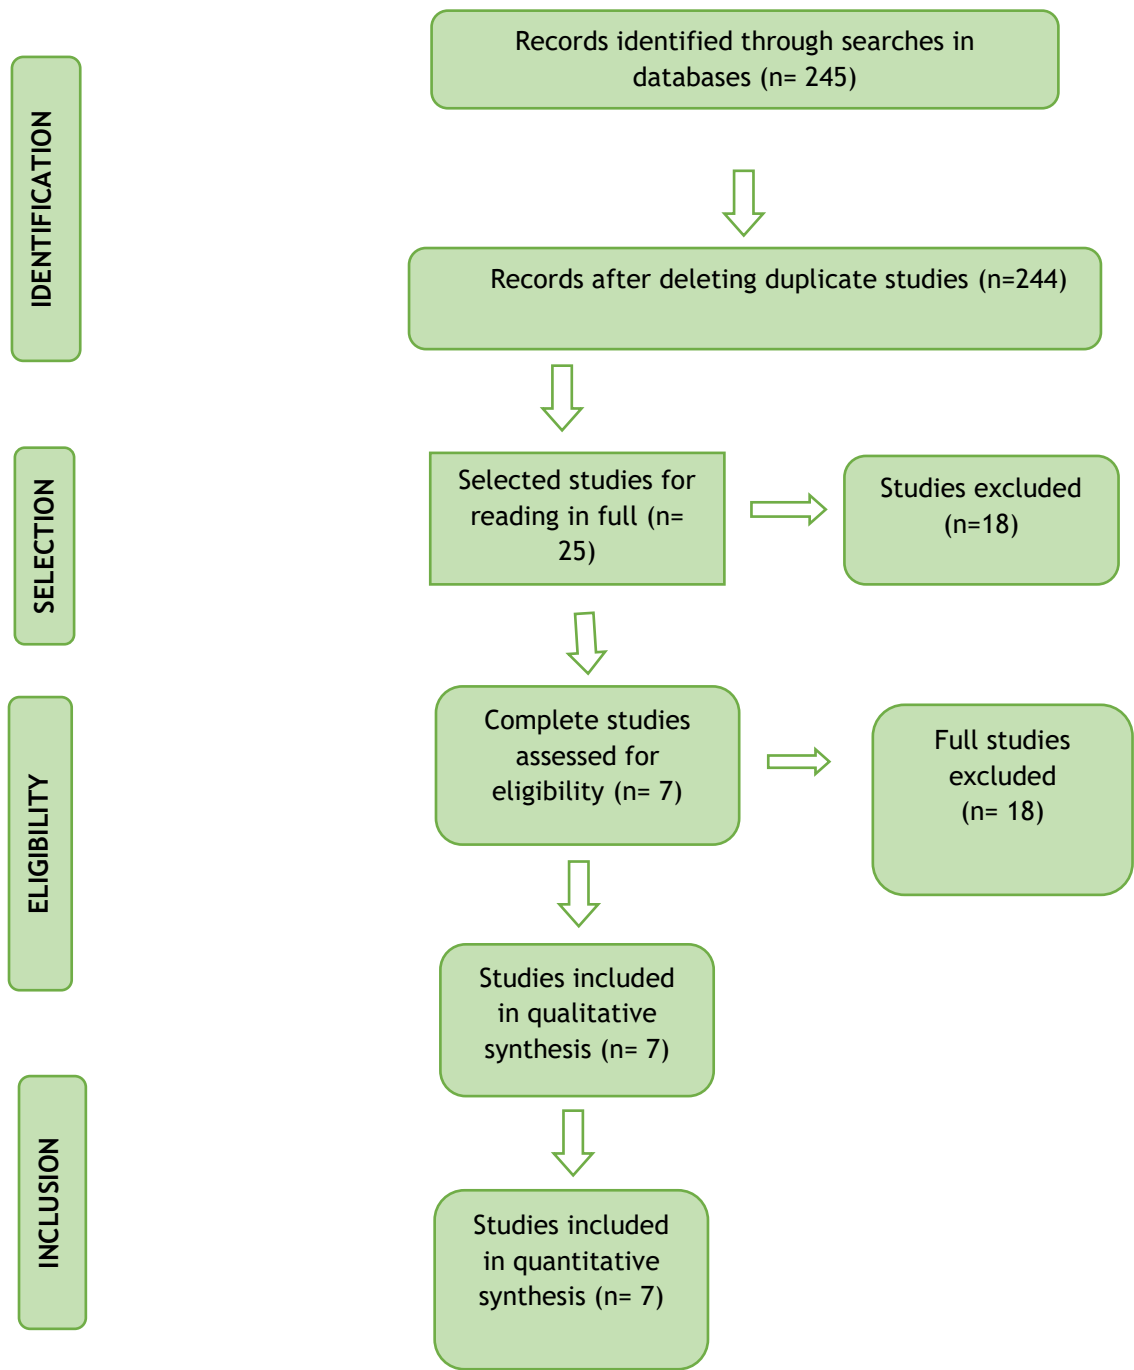 IDENTIFICATION
Records identified through searches in
databases (n= 245)
Records after deleting duplicate studies (n=244)
SELECTION
Selected studies for
reading in full (n=
25)
Studies excluded
(n=18)
ELIGIBILITY
Complete studies
assessed for
eligibility (n= 7)
Full studies
excluded
(n= 18)
Studies included
in qualitative
synthesis (n= 7)
INCLUSION
Studies included
in quantitative
synthesis (n= 7)